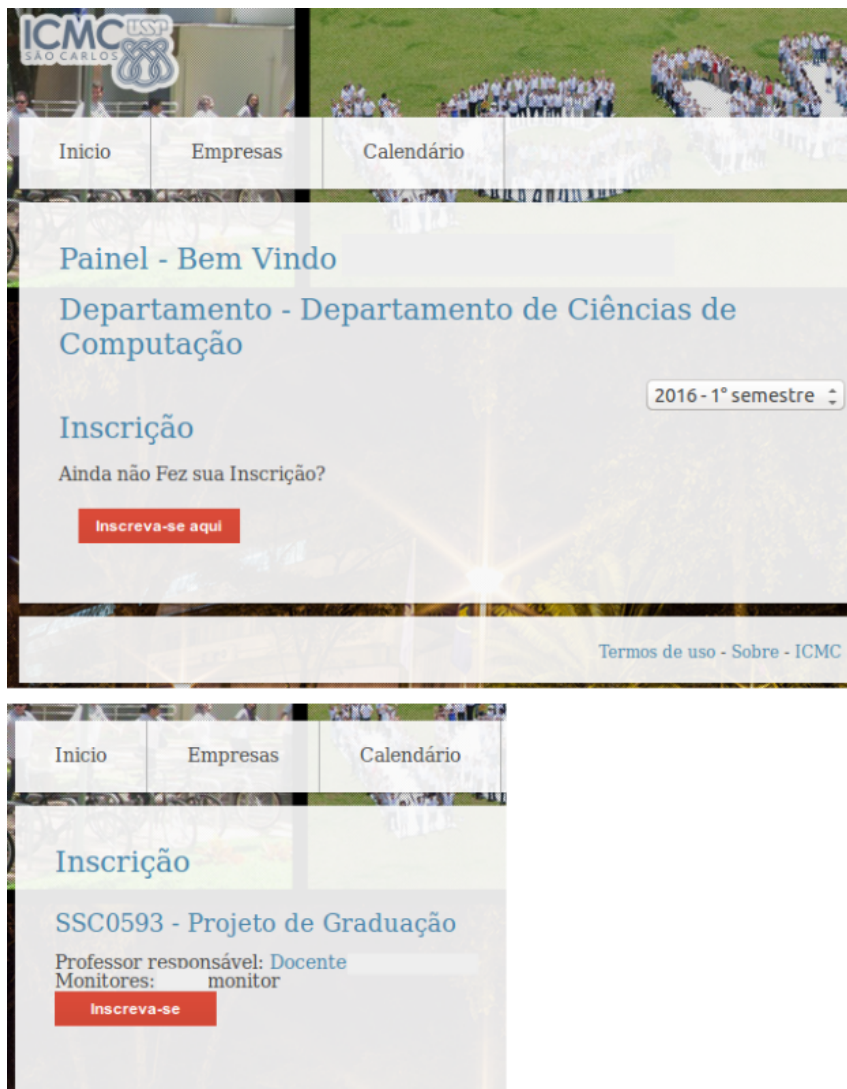 ICMC USP
SÃO CARLOS
Inicio Empresas Calendário
Painel - Bem Vindo
Departamento - Departamento de Ciências de
Computação
2016 - 1° semestre
Inscrição
Ainda não Fez sua Inscrição?
Inscreva-se aqui
Termos de uso - Sobre - ICMC
Inicio Empresas Calendário
Inscrição
SSC0593 - Projeto de Graduação
Professor responsável: Docente
Monitores: monitor
Inscreva-se